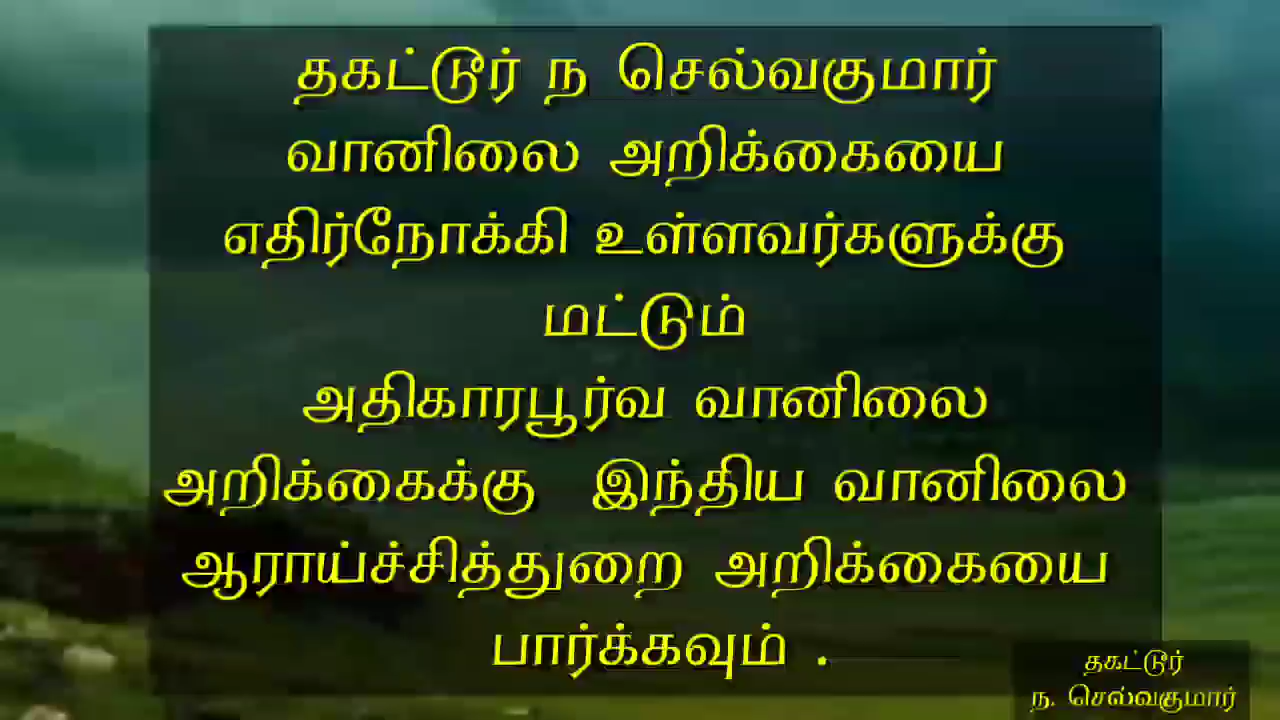 தகட்டூர் ந செல்வகுமார்
வானிலை அறிக்கையை
எதிர்நோக்கி உள்ளவர்களுக்கு
மட்டும்
அதிகாரபூர்வ வானிலை
அறிக்கைக்கு இந்திய வானிலை
ஆராய்ச்சித்துறை அறிக்கையை
பார்க்கவும் .
தகட்டூர்
ந. செல்வகுமார்